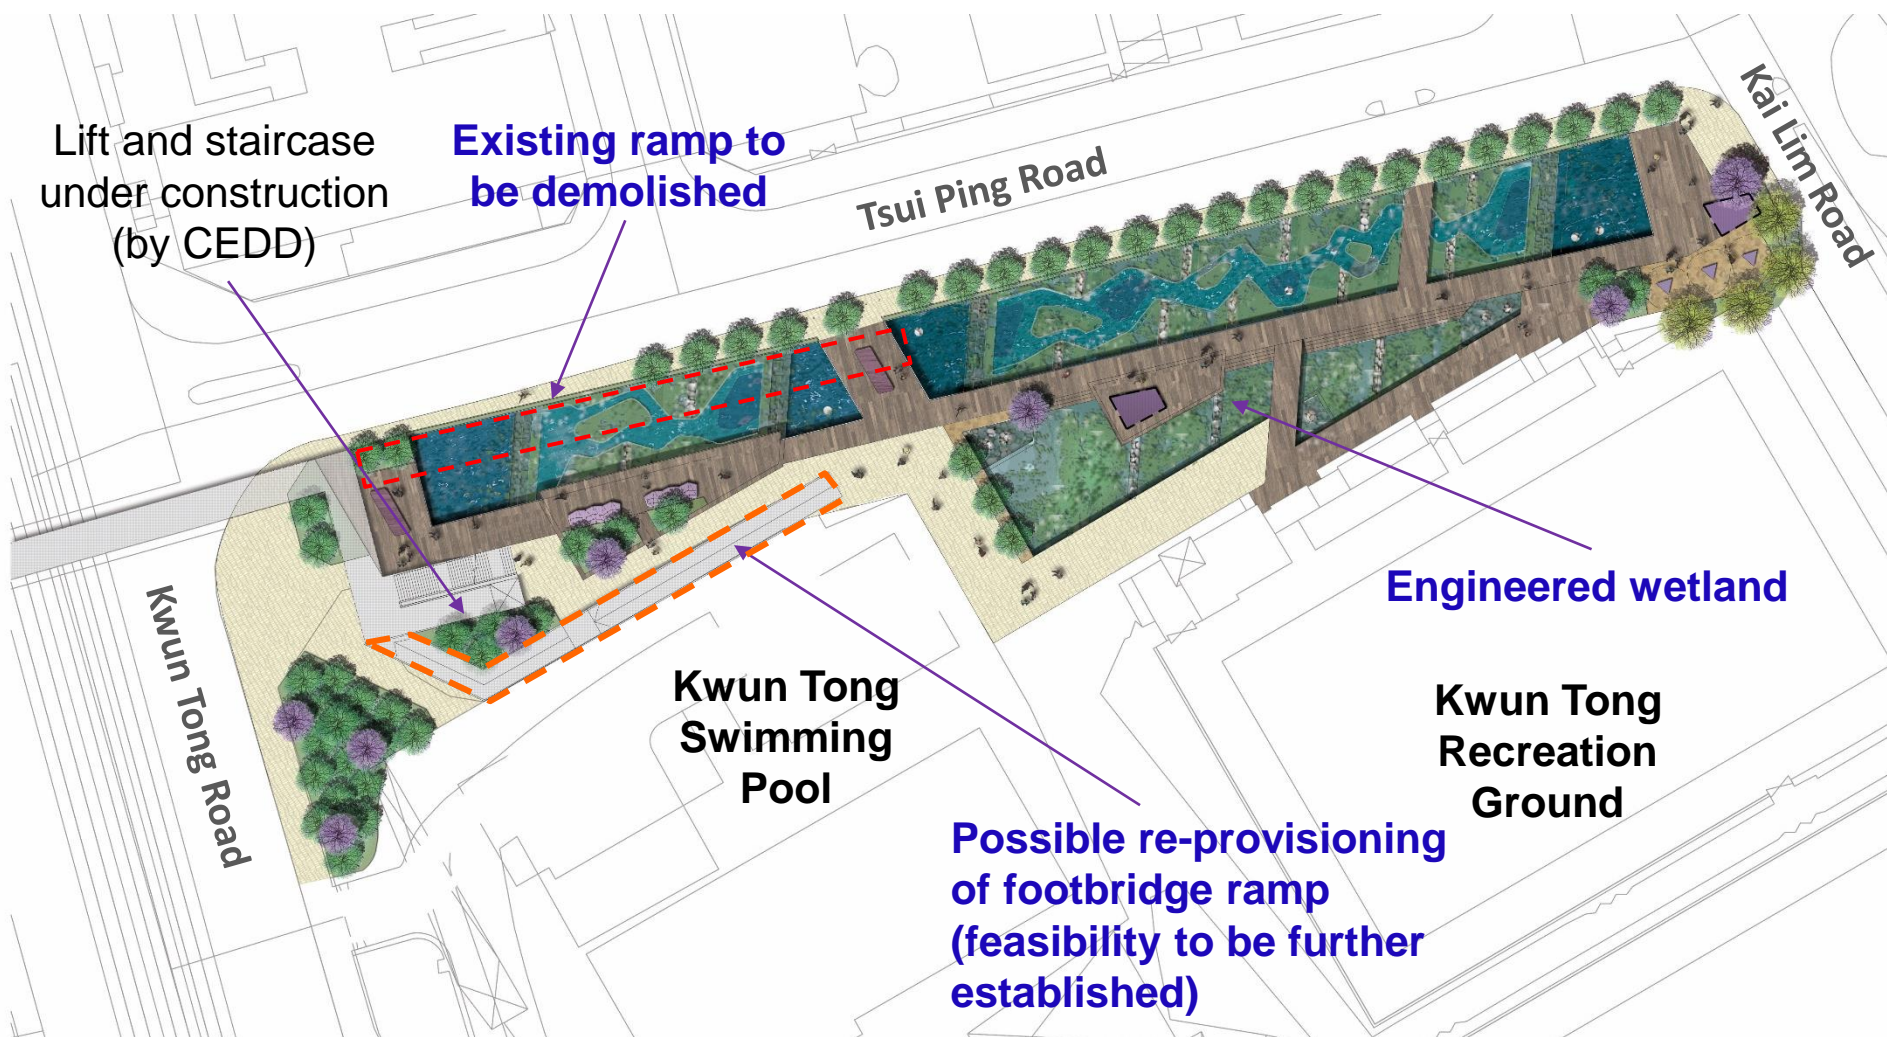 Lift and staircase
under construction
(by CEDD)
Existing ramp to
be demolished
Tsui Ping Road
Kai Lim Road
Engineered wetland
Kwun Tong Road
Kwun Tong
Swimming
Pool
Kwun Tong
Recreation
Ground
Possible re-provisioning
of footbridge ramp
(feasibility to be further
established)